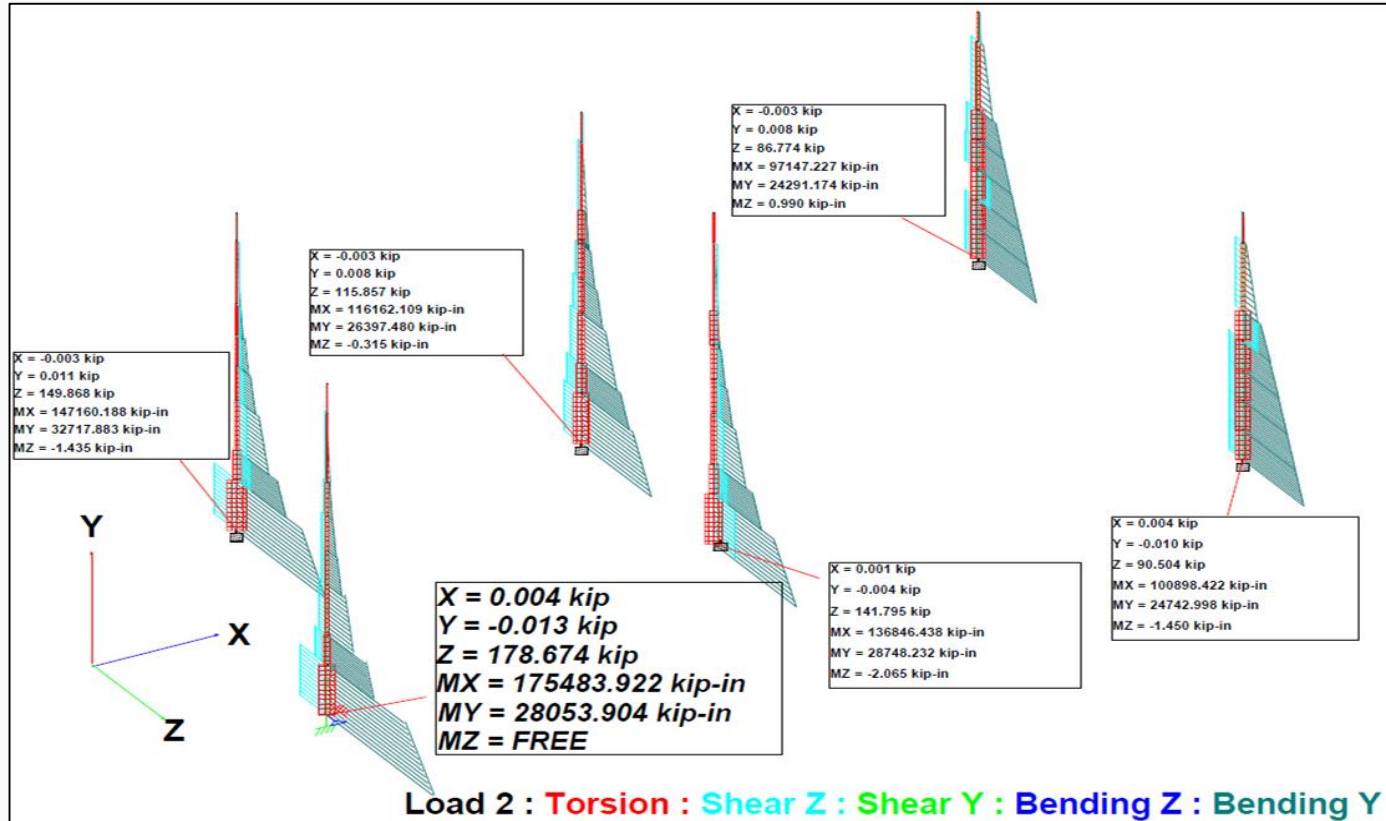 X = -0.003 kip
Y = 0.008 kip
Z = 86.774 kip
MX = 97147.227 kip-in
MY = 24291.174 kip-in
MZ = 0.990 kip-in
X = -0.003 kip
Y = 0.008 kip
Z = 115.857 kip
MX = 116162.109 kip-in
MY = 26397.480 kip-in
MZ = -0.315 kip-in
X = -0.003 kip
Y = 0.011 kip
Z = 149.868 kip
MX = 147160.188 kip-in
MY = 32717.883 kip-in
MZ = -1.435 kip-in
Y
X
Z
X = 0.004 kip
Y = -0.013 kip
Z = 178.674 kip
MX = 175483.922 kip-in
MY = 28053.904 kip-in
MZ = FREE
X = 0.001 kip
Y = -0.004 kip
Z = 141.795 kip
MX = 136846.438 kip-in
MY = 28748.232 kip-in
MZ = -2.065 kip-in
X = 0.004 kip
Y = -0.010 kip
Z = 90.504 kip
MX = 100898.422 kip-in
MY = 24742.998 kip-in
MZ = -1.450 kip-in
Load 2 : Torsion : Shear Z : Shear Y : Bending Z : Bending Y